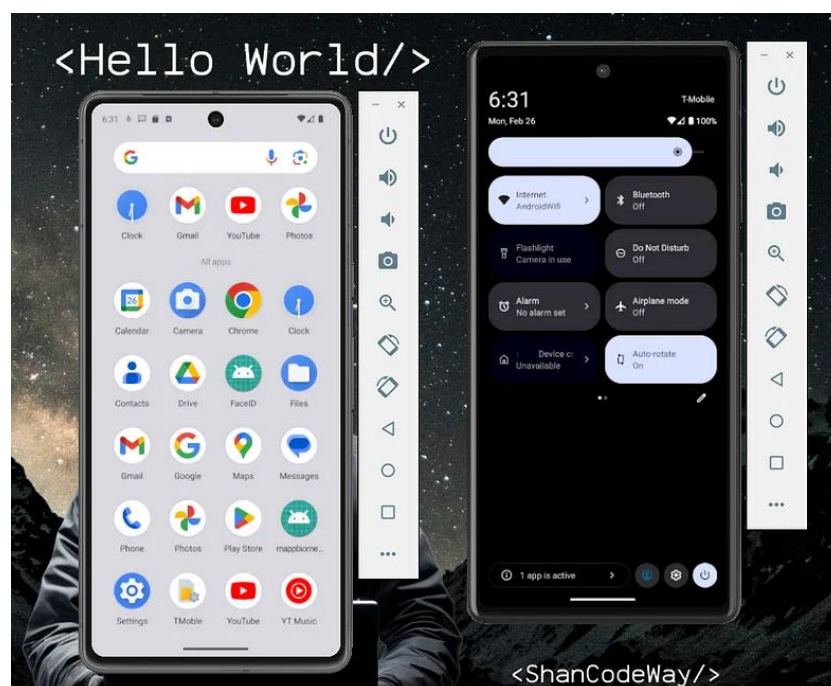 <Hello World/>
6:31
Clock Gmail YouTube Photos
All apps
26
Calendar Camera Chrome Clock
Contacts Drive FaceID Files
Gmail Google Maps Messages
Phone Photos Play Store mappbiome...
Settings TMoble YouTube YT Music
6:31 T-Mobile
Mon, Feb 26 100%
Internet
AndroidWifi
Bluetooth
Off
Flashlight
Camera in use
Do Not Disturb
Off
Alarm
No alarm set
Airplane mode
Off
Device c
Unavailable
Auto-rotate
On
1 app is active
<ShanCodeWay/>